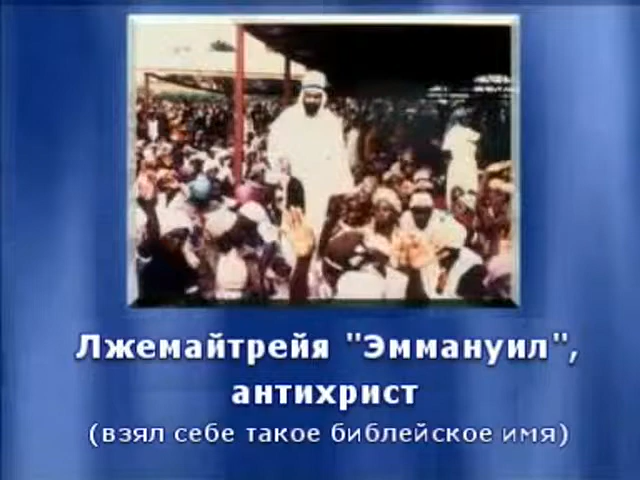 Лжемайтрейя "Эммануил",
антихрист
(взял себе такое библейское имя)